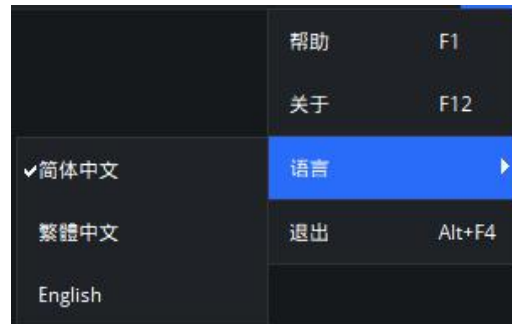 帮助 F1
关于 F12
语言
退出 Alt+F4
简体中文
繁體中文
English